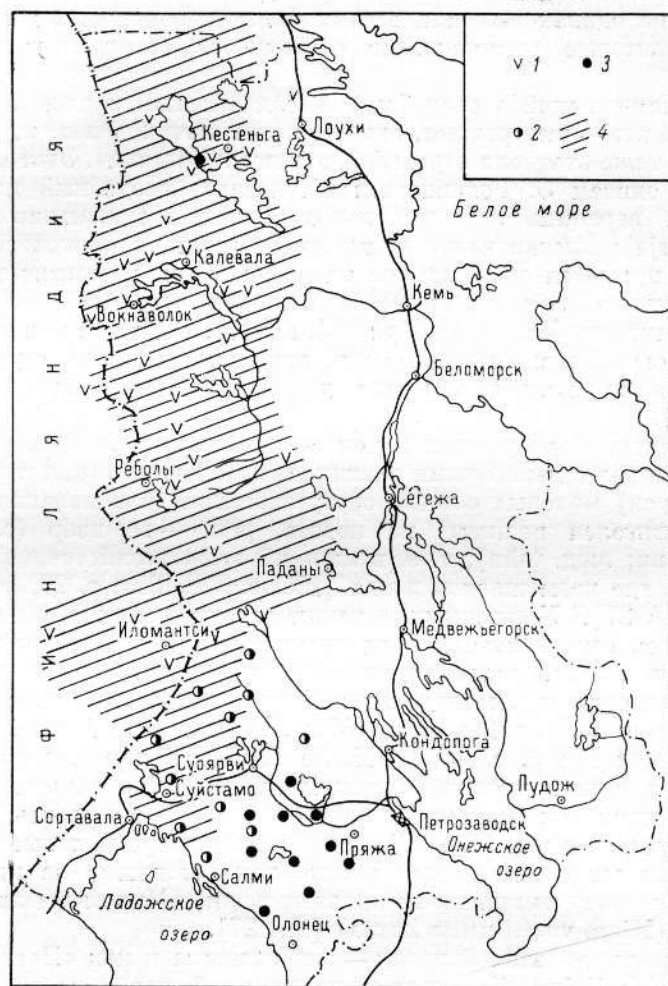 1
3
2
4
Кестеньга
Лоухи
Белое море
Калевала
Вокнаволок
Кемь
Беломорск
Реболы
Сегежа
Паданы
Медвежьегорск
Иломантси
Кондопога
Суоярви
Пудож
Суйстамо
Сортавала
Петрозаводск
Пряжа
Онежское
озеро
Салми
Ладожское
озеро
Олонец
ФИНЛЯНДИЯ